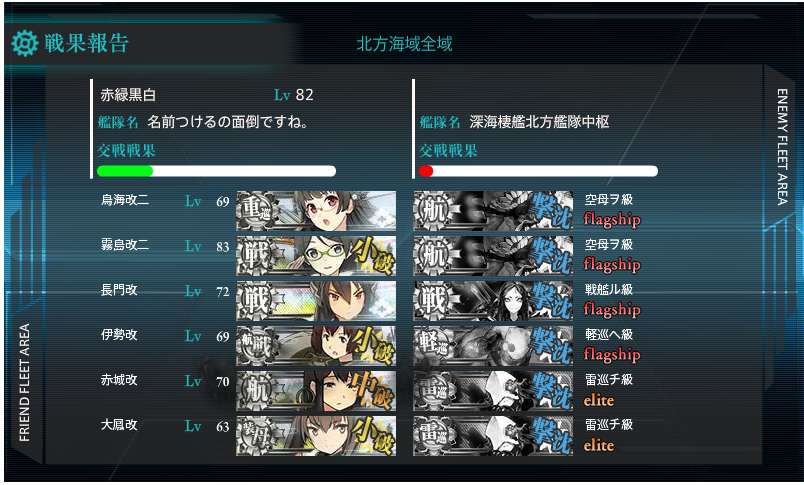 戦果報告
北方海域全域
赤緑黒白 Lv 82
艦隊名 名前つけるの面倒ですね。
交戦戦果
艦隊名 深海棲艦北方艦隊中枢
交戦戦果
FRIEND FLEET AREA
ENEMY FLEET AREA
鳥海改二 Lv 69 重巡
霧島改二 Lv 83 戦 小破
長門改 Lv 72 戦
伊勢改 Lv 69 航戦 小破
赤城改 Lv 70 航 中破
大鳳改 Lv 63 装母 小破
航 撃沈 空母ヲ級
flagship
航 撃沈 空母ヲ級
flagship
戦 撃沈 戦艦ル級
flagship
軽巡 撃沈 軽巡ヘ級
flagship
雷巡 撃沈 雷巡チ級
elite
雷巡 撃沈 雷巡チ級
elite